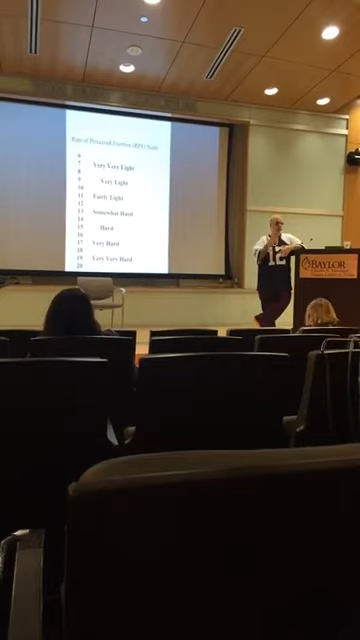 Rate of Perceived Exertion (RPE) Scale
6
7 Very Very Light
8
9 Very Light
10
11 Fairly Light
12
13 Somewhat Hard
14
15 Hard
16
17 Very Hard
18
19 Very Very Hard
20
12
BAYLOR